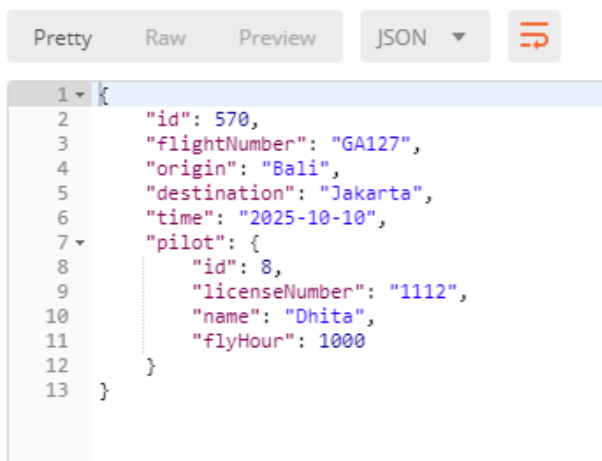 Pretty Raw Preview JSON
1 {
2 "id": 570,
3 "flightNumber": "GA127",
4 "origin": "Bali",
5 "destination": "Jakarta",
6 "time": "2025-10-10",
7 "pilot": {
8 "id": 8,
9 "licenseNumber": "1112",
10 "name": "Dhita",
11 "flyHour": 1000
12 }
13 }